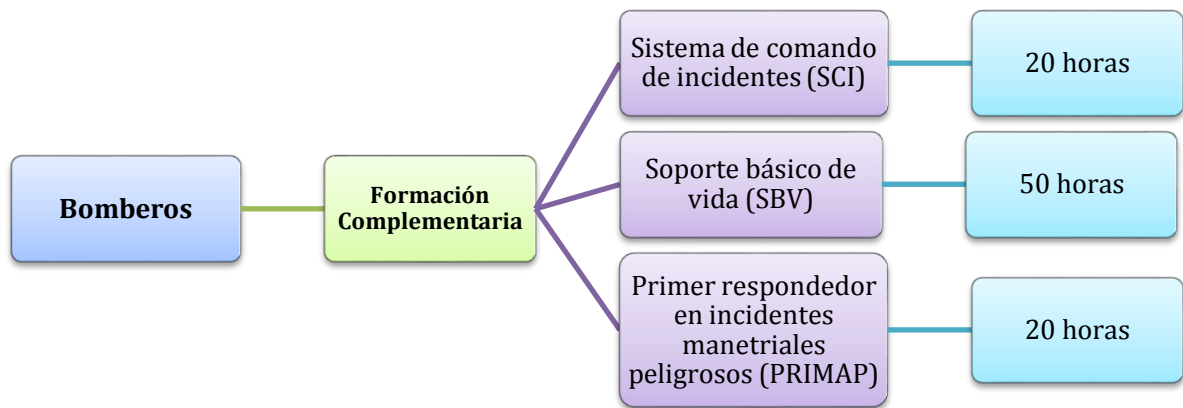 Bomberos
Formación
Complementaria
Sistema de comando
de incidentes (SCI)
20 horas
Soporte básico de
vida (SBV)
50 horas
Primer respondedor
en incidentes
manetriales
peligrosos (PRIMAP)
20 horas